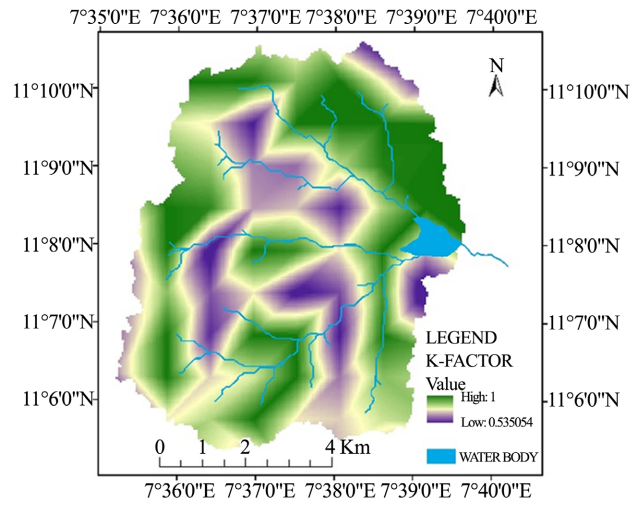 7°35'0"E 7°36'0"E 7°37'0"E 7°38'0"E 7°39'0"E 7°40'0"E
N
11°10'0"N 11°10'0"N
11°9'0"N 11°9'0"N
11°8'0"N 11°8'0"N
11°7'0"N 11°7'0"N
11°6'0"N 11°6'0"N
LEGEND
K-FACTOR
Value
High: 1
Low: 0.535054
WATER BODY
0 1 2 4 Km
7°36'0"E 7°37'0"E 7°38'0"E 7°39'0"E 7°40'0"E